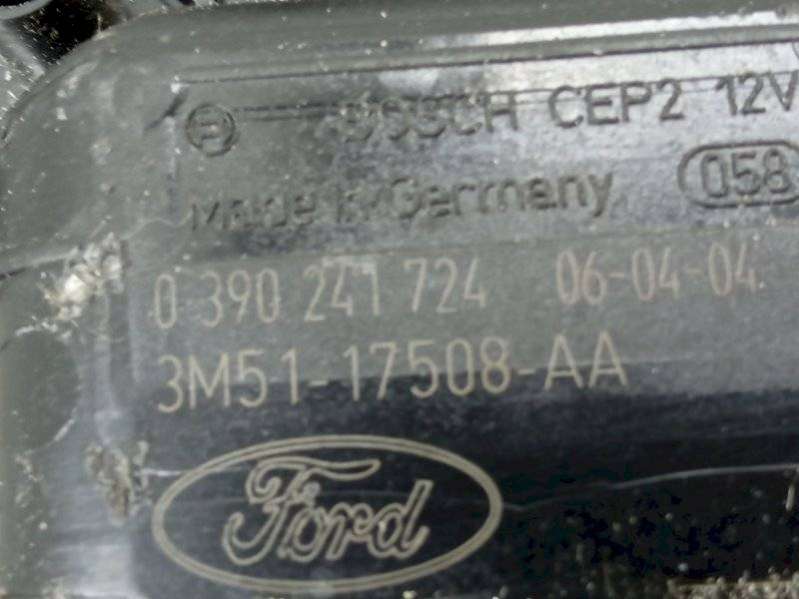 BOSCH CEP2 12V
Made in Germany 058
0 390 241 724 06-04-04
3M51-17508-AA
Ford